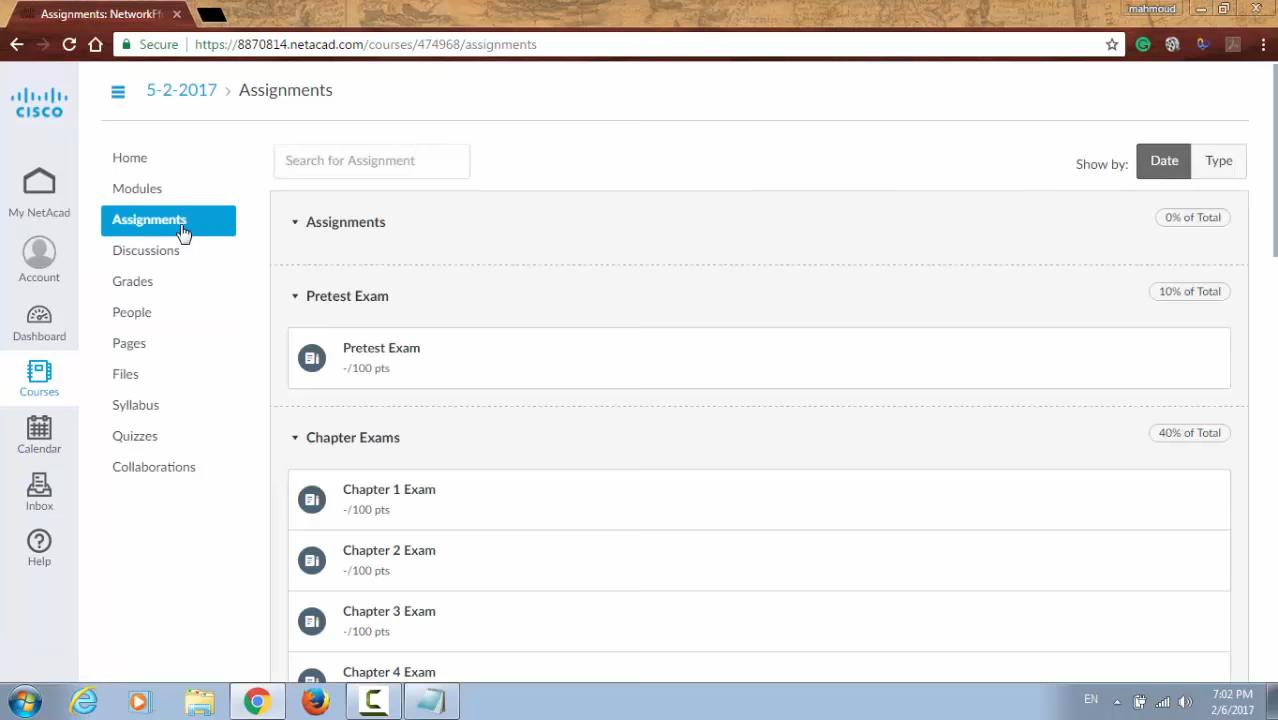 Assignments: NetworkFf
mahmoud
Secure
https://8870814.netacad.com/courses/474968/assignments
CISCO
My NetAcad
Account
Dashboard
Courses
Calendar
Inbox
Help
5-2-2017 > Assignments
Home
Modules
Assignments
Discussions
Grades
People
Pages
Files
Syllabus
Quizzes
Collaborations
Search for Assignment
Show by:
Date
Type
Assignments
0% of Total
Pretest Exam
10% of Total
Pretest Exam
-/100 pts
Chapter Exams
40% of Total
Chapter 1 Exam
-/100 pts
Chapter 2 Exam
-/100 pts
Chapter 3 Exam
-/100 pts
Chapter 4 Exam
EN
7:02 PM
2/6/2017